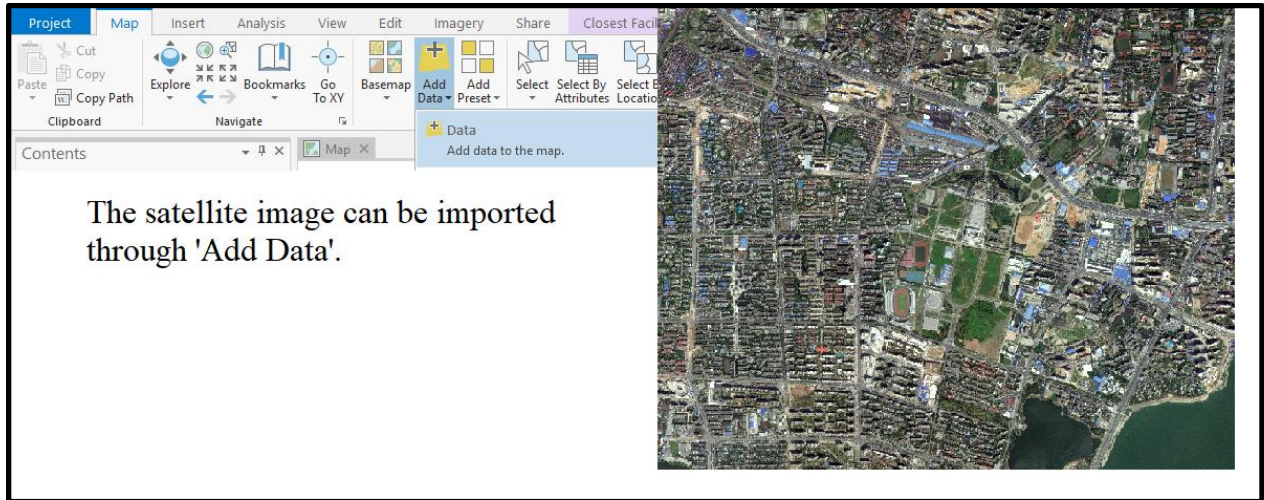 Project Map Insert Analysis View Edit Imagery Share Closest Facil
Cut
Copy
Paste
Copy Path
Clipboard
Explore
Bookmarks
Go
To XY
Navigate
Basemap
Add
Data
Add
Preset
Select
Select By
Attributes
Select
Locatio
Contents
Map
Data
Add data to the map.
The satellite image can be imported
through 'Add Data'.